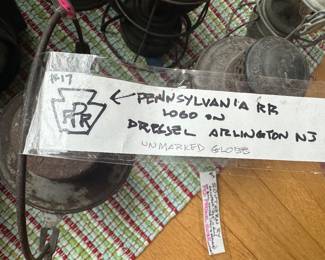 K-17
PRR
← PENNSYLVANIA RR
LOGO ON
DRESSEL ARLINGTON NJ
UNMARKED GLOBE